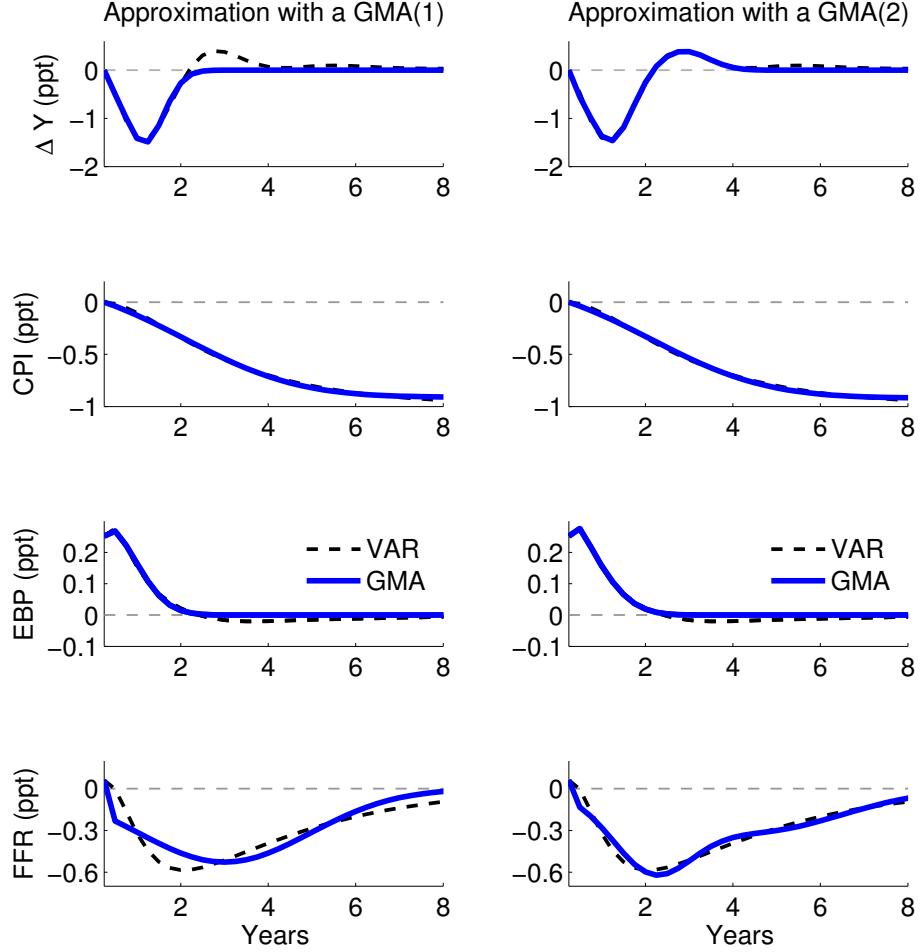 Approximation with a GMA(1) Approximation with a GMA(2)
Δ Y (ppt)
0
−1
−2
2 4 6 8
0
−1
−2
2 4 6 8
CPI (ppt)
0
−0.5
−1
2 4 6 8
0
−0.5
−1
2 4 6 8
EBP (ppt)
0.2
0.1
0
−0.1
2 4 6 8
VAR
GMA
0.2
0.1
0
−0.1
2 4 6 8
VAR
GMA
FFR (ppt)
0
−0.3
−0.6
2 4 6 8
Years
0
−0.3
−0.6
2 4 6 8
Years